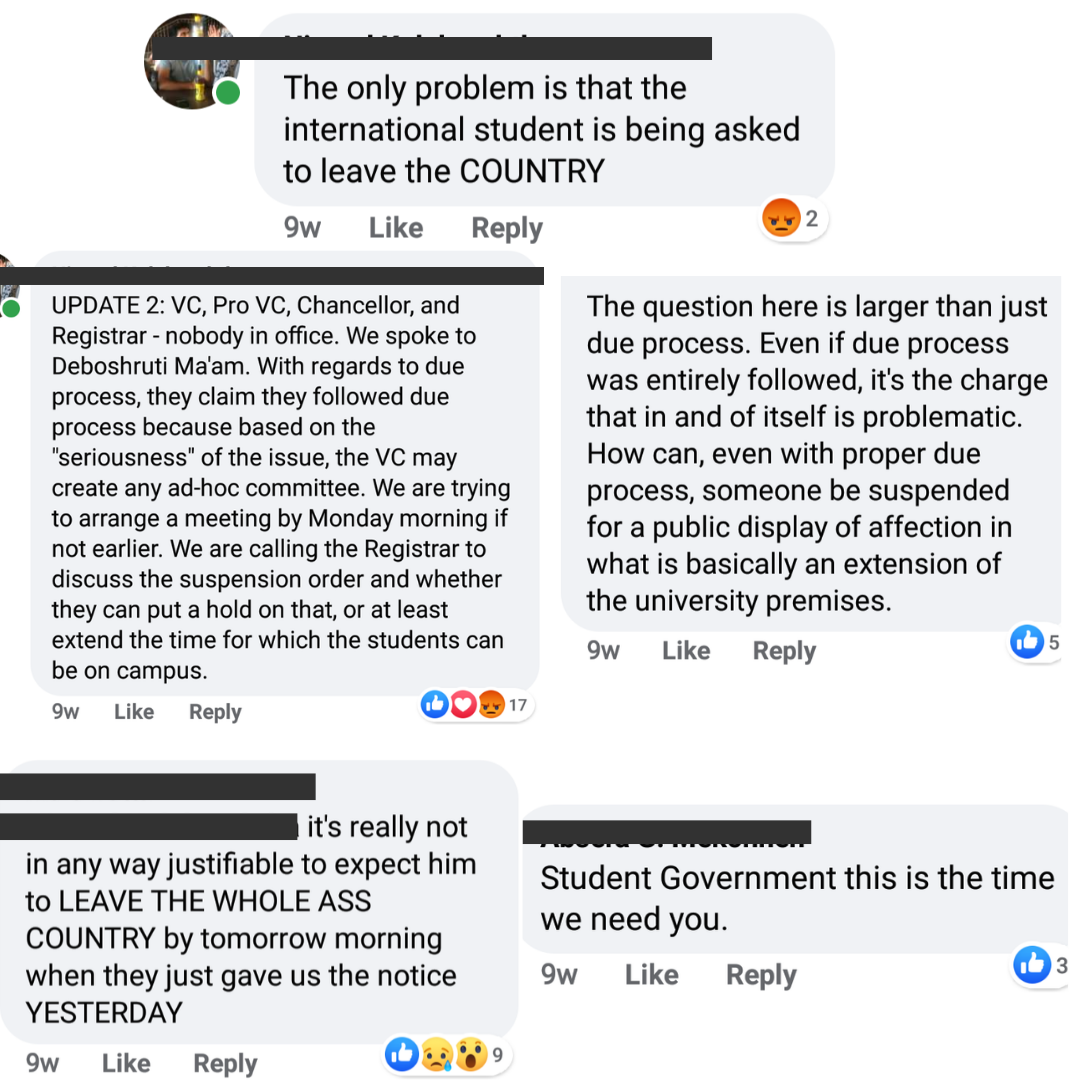 The only problem is that the
international student is being asked
to leave the COUNTRY
9w Like Reply
2
UPDATE 2: VC, Pro VC, Chancellor, and
Registrar - nobody in office. We spoke to
Deboshruti Ma'am. With regards to due
process, they claim they followed due
process because based on the
"seriousness" of the issue, the VC may
create any ad-hoc committee. We are trying
to arrange a meeting by Monday morning if
not earlier. We are calling the Registrar to
discuss the suspension order and whether
they can put a hold on that, or at least
extend the time for which the students can
be on campus.
9w Like Reply
17
The question here is larger than just
due process. Even if due process
was entirely followed, it's the charge
that in and of itself is problematic.
How can, even with proper due
process, someone be suspended
for a public display of affection in
what is basically an extension of
the university premises.
9w Like Reply
5
it's really not
in any way justifiable to expect him
to LEAVE THE WHOLE ASS
COUNTRY by tomorrow morning
when they just gave us the notice
YESTERDAY
9w Like Reply
9
Student Government this is the time
we need you.
9w Like Reply
3